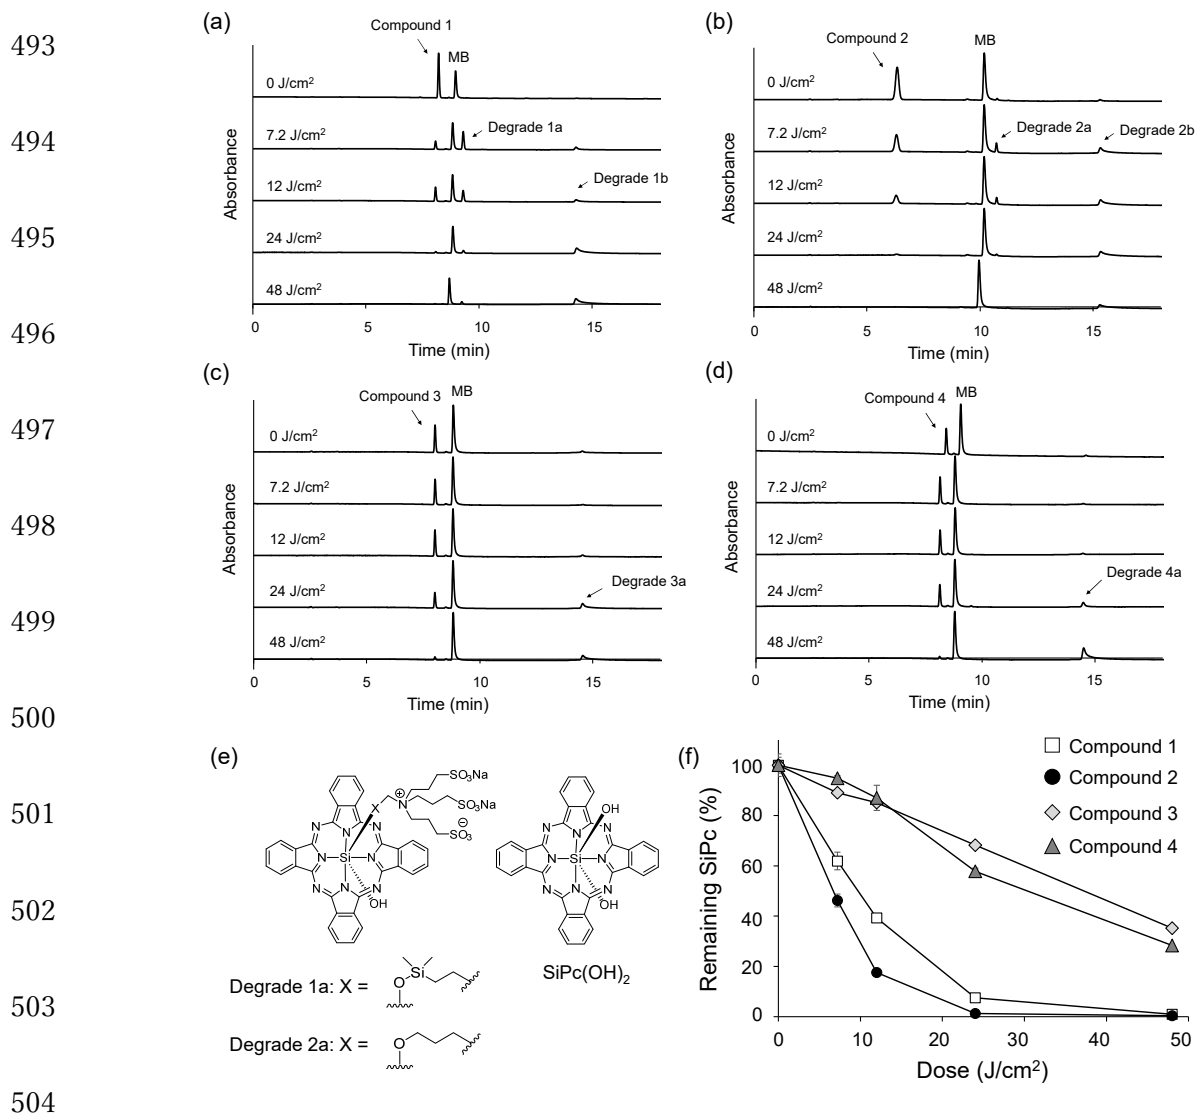 493
494
495
496
497
498
499
500
501
502
503
504
(a)
Compound 1
MB
0 J/cm²
7.2 J/cm²
Degrade 1a
12 J/cm²
Degrade 1b
24 J/cm²
48 J/cm²
Absorbance
0 5 10 15
Time (min)
(b)
Compound 2
MB
0 J/cm²
7.2 J/cm²
Degrade 2a
Degrade 2b
12 J/cm²
24 J/cm²
48 J/cm²
Absorbance
0 5 10 15
Time (min)
(c)
Compound 3
MB
0 J/cm²
7.2 J/cm²
12 J/cm²
24 J/cm²
Degrade 3a
48 J/cm²
Absorbance
0 5 10 15
Time (min)
(d)
Compound 4
MB
0 J/cm²
7.2 J/cm²
12 J/cm²
24 J/cm²
Degrade 4a
48 J/cm²
Absorbance
0 5 10 15
Time (min)
(e)
SO₃Na
SO₃Na
SO₃⊖
X N⊕
N N N
N Si N
N N N
OH
OH
N N N
N Si N
N N N
OH
SiPc(OH)₂
Degrade 1a: X =
O Si
Degrade 2a: X =
O
(f)
Compound 1
Compound 2
Compound 3
Compound 4
Remaining SiPc (%)
100
80
60
40
20
0
0 10 20 30 40 50
Dose (J/cm²)